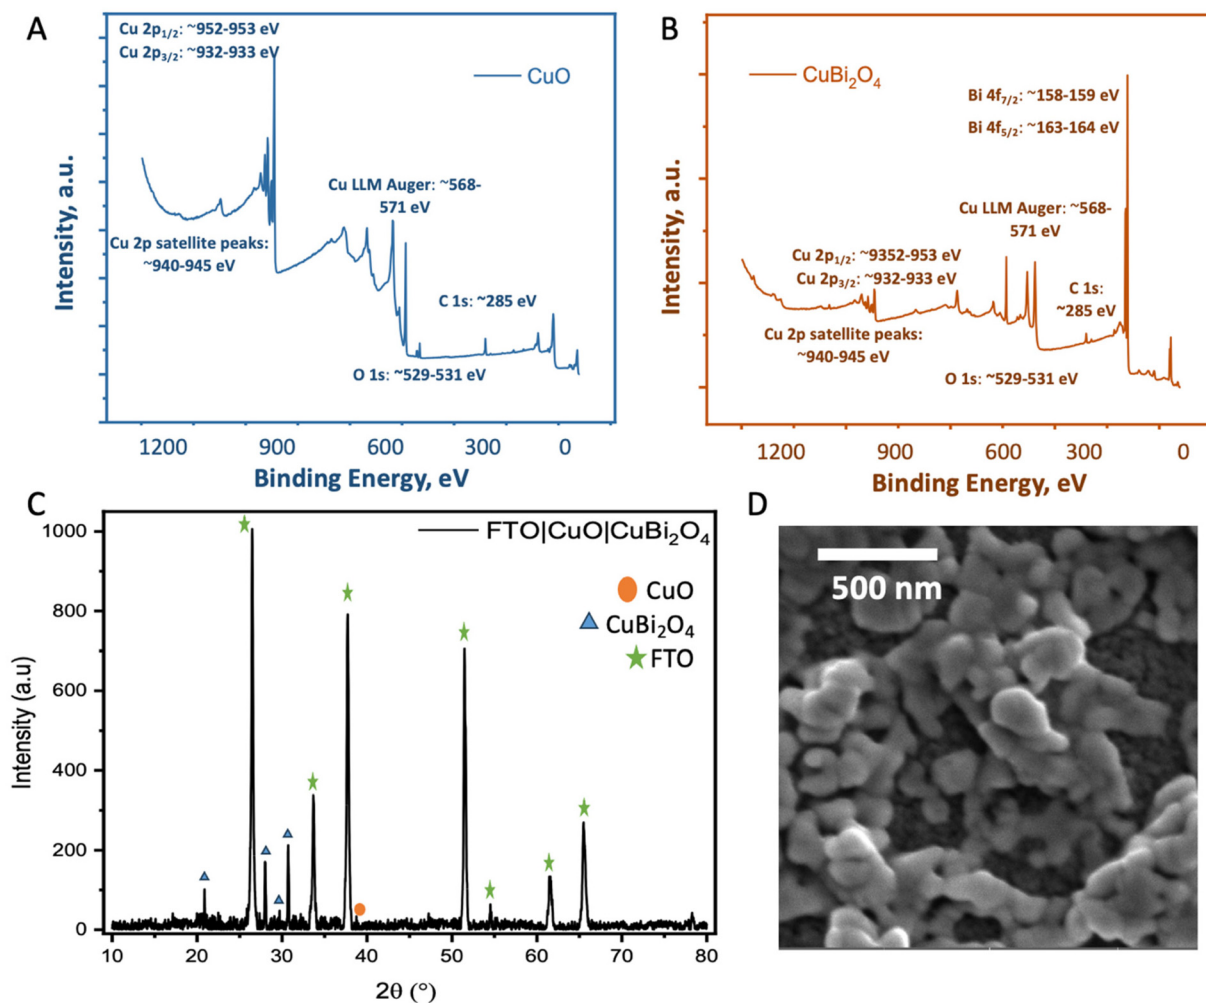 A
Cu 2p1/2: ~952-953 eV
Cu 2p3/2: ~932-933 eV
CuO
Cu LLM Auger: ~568-
571 eV
Cu 2p satellite peaks:
~940-945 eV
C 1s: ~285 eV
O 1s: ~529-531 eV
Intensity, a.u.
1200
900
600
300
0
Binding Energy, eV
B
CuBi2O4
Bi 4f7/2: ~158-159 eV
Bi 4f5/2: ~163-164 eV
Cu LLM Auger: ~568-
571 eV
Cu 2p1/2: ~9352-953 eV
Cu 2p3/2: ~932-933 eV
C 1s:
~285 eV
Cu 2p satellite peaks:
~940-945 eV
O 1s: ~529-531 eV
Intensity, a.u.
1200
900
600
300
0
Binding Energy, eV
C
FTO|CuO|CuBi2O4
CuO
CuBi2O4
FTO
Intensity (a.u)
1000
800
600
400
200
0
10
20
30
40
50
60
70
80
2θ (°)
D
500 nm